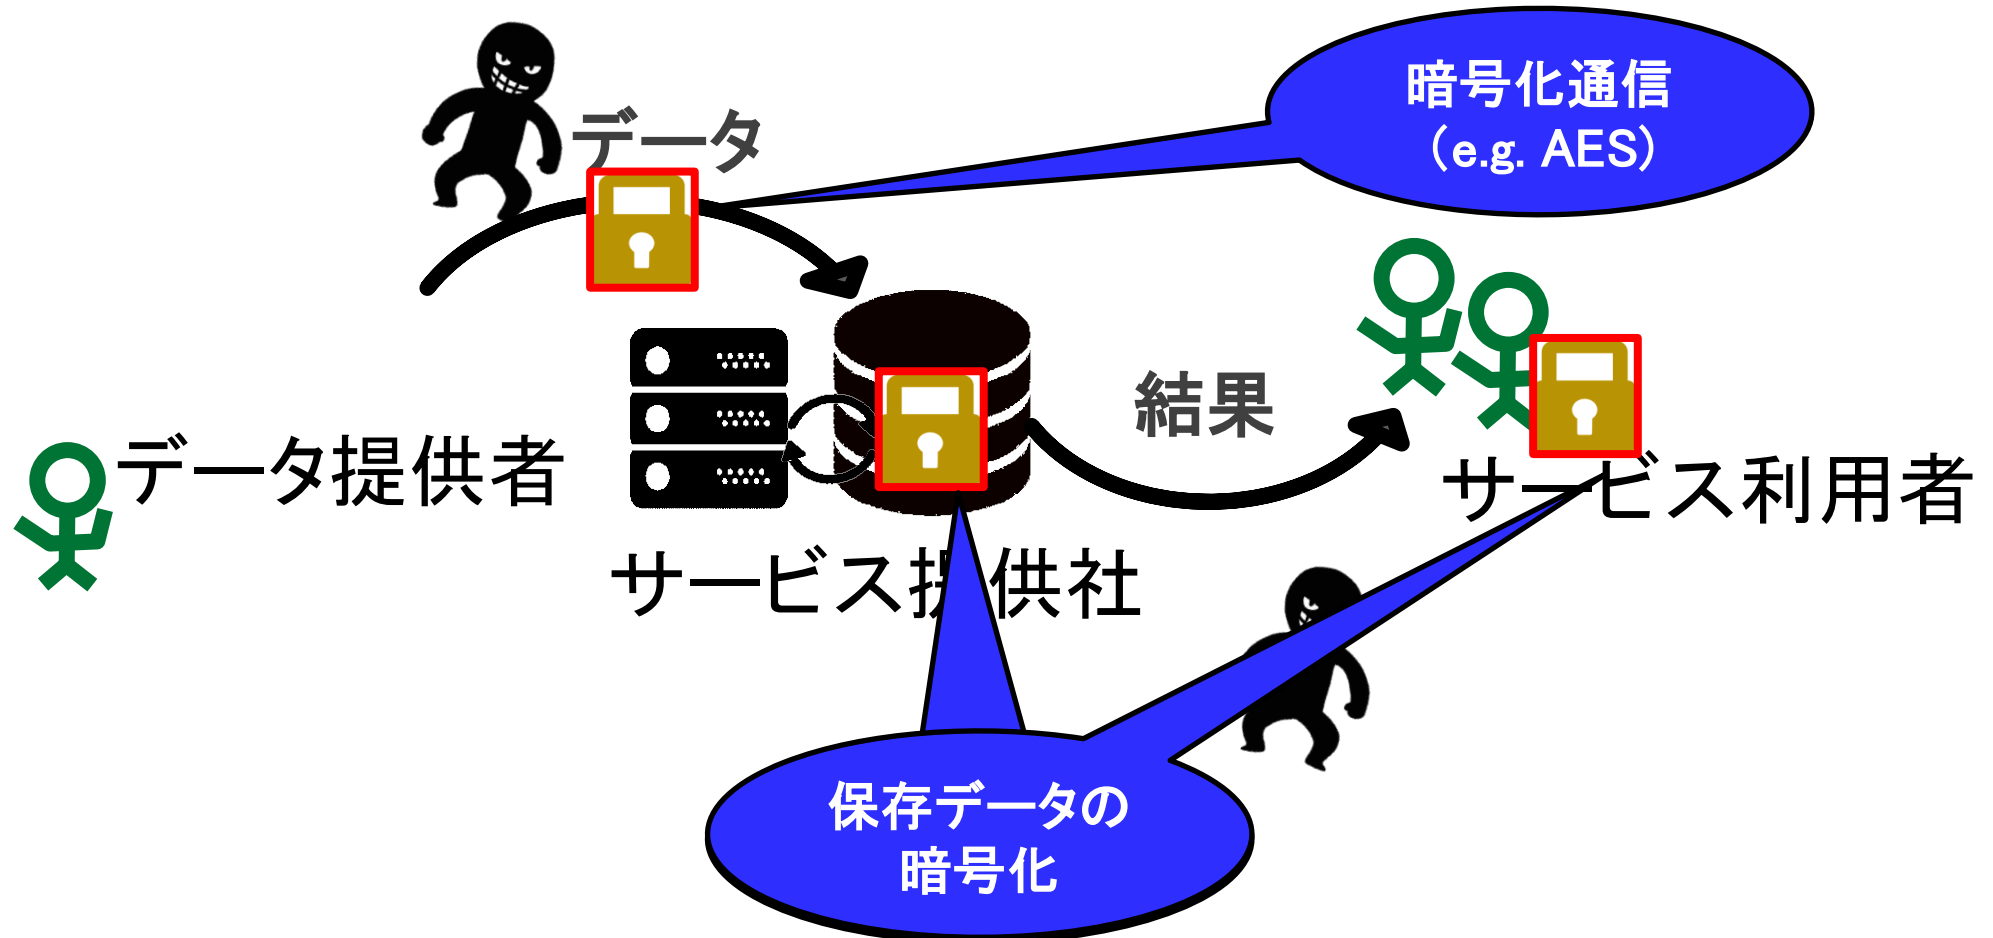 データ
暗号化通信
（e.g. AES）
結果
データ提供者
サービス利用者
サービス提供社
保存データの
暗号化